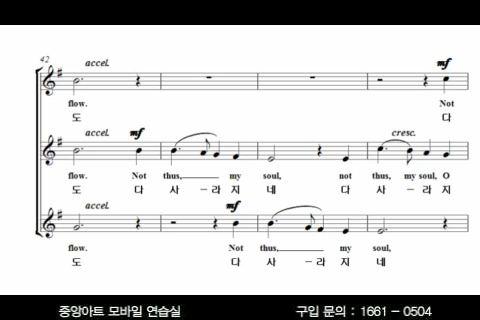 42
accel.
mf
flow. Not
도 다
accel. mf cresc.
flow. Not thus, my soul, not thus, my soul, O
도 다 사 - 라 지 네 다 사 라 지
accel. mf
flow. Not thus, my soul,
도 다 사 - 라 지 네
중앙아트 모바일 연습실 구입 문의 : 1661 - 0504